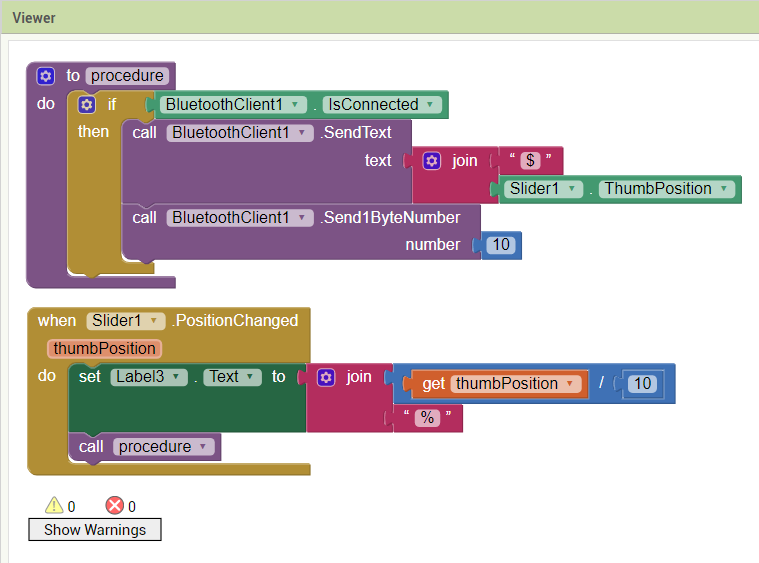 Viewer
to procedure
do if BluetoothClient1 . IsConnected
then call BluetoothClient1 .SendText
text join “ $ ”
Slider1 . ThumbPosition
call BluetoothClient1 .Send1ByteNumber
number 10
when Slider1 .PositionChanged
thumbPosition
do set Label3 . Text to join get thumbPosition / 10
“ % ”
call procedure
0 0
Show Warnings